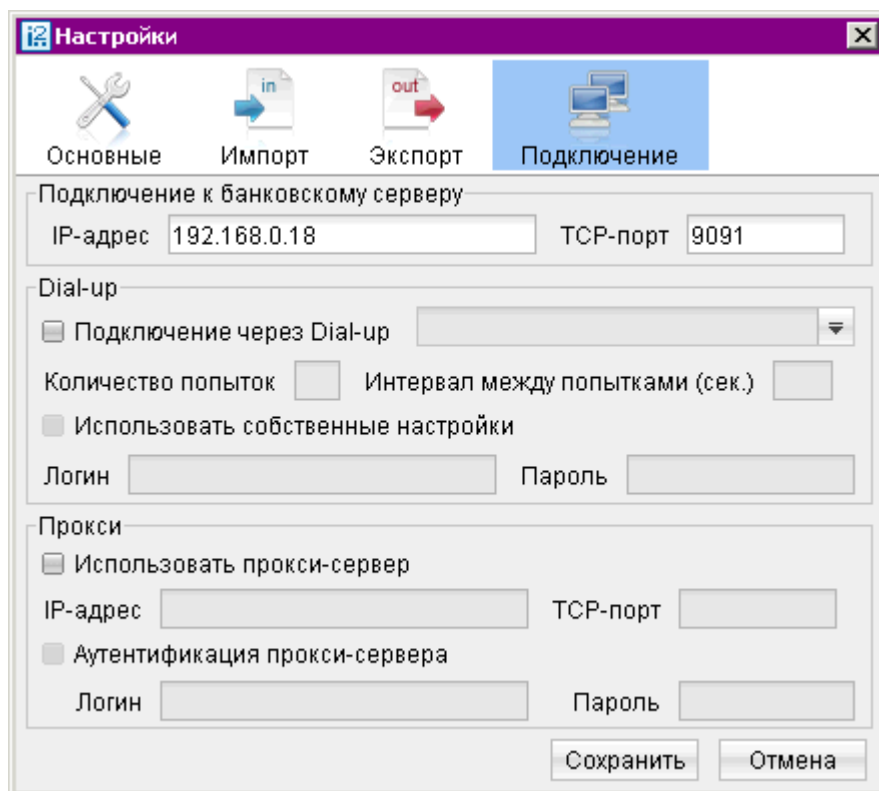 Настройки
in
out
Основные Импорт Экспорт Подключение
Подключение к банковскому серверу
IP-адрес 192.168.0.18 TCP-порт 9091
Dial-up
Подключение через Dial-up
Количество попыток Интервал между попытками (сек.)
Использовать собственные настройки
Логин Пароль
Прокси
Использовать прокси-сервер
IP-адрес TCP-порт
Аутентификация прокси-сервера
Логин Пароль
Сохранить Отмена